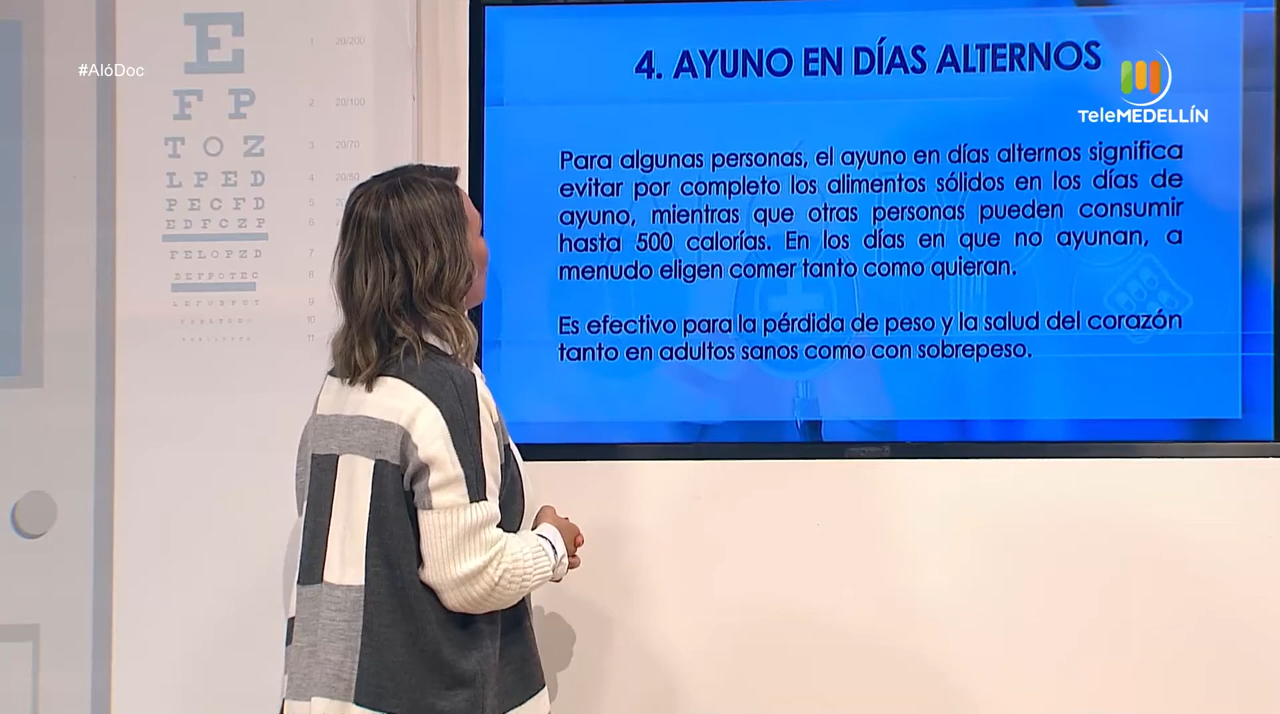 #AlóDoc
E 1 20/200
F P 2 20/100
T O Z 3 20/70
L P E D 4 20/50
P E C F D 5
E D F C Z P 6
F E L O P Z D 7
D E F P O T E C 8
9
10
11
4. AYUNO EN DÍAS ALTERNOS
TeleMEDELLÍN
Para algunas personas, el ayuno en días alternos significa
evitar por completo los alimentos sólidos en los días de
ayuno, mientras que otras personas pueden consumir
hasta 500 calorías. En los días en que no ayunan, a
menudo eligen comer tanto como quieran.
Es efectivo para la pérdida de peso y la salud del corazón
tanto en adultos sanos como con sobrepeso.